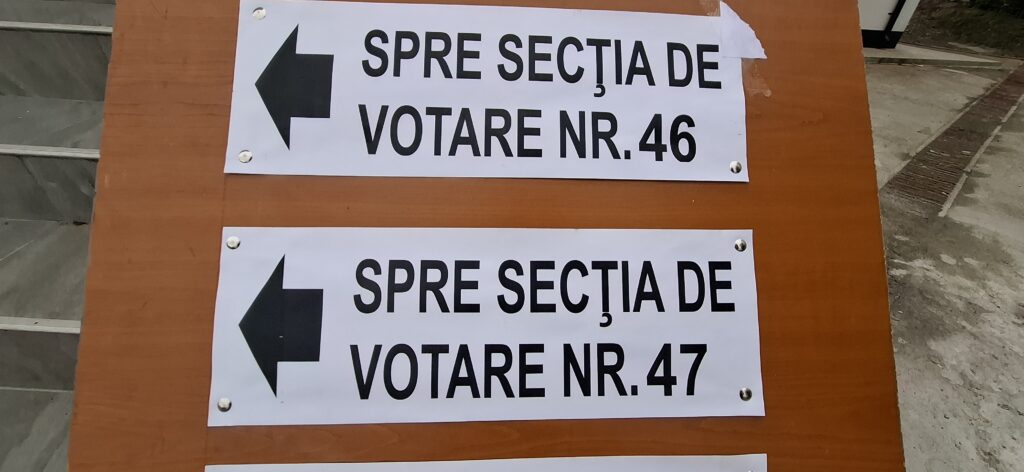 SPRE SECŢIA DE
VOTARE NR. 46
SPRE SECŢIA DE
VOTARE NR. 47